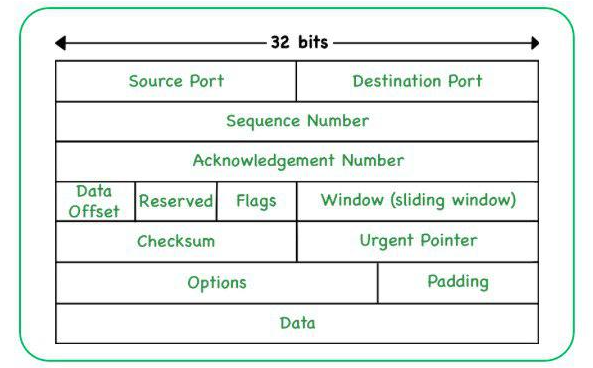 32 bits
Source Port Destination Port
Sequence Number
Acknowledgement Number
Data Offset Reserved Flags Window (sliding window)
Checksum Urgent Pointer
Options Padding
Data